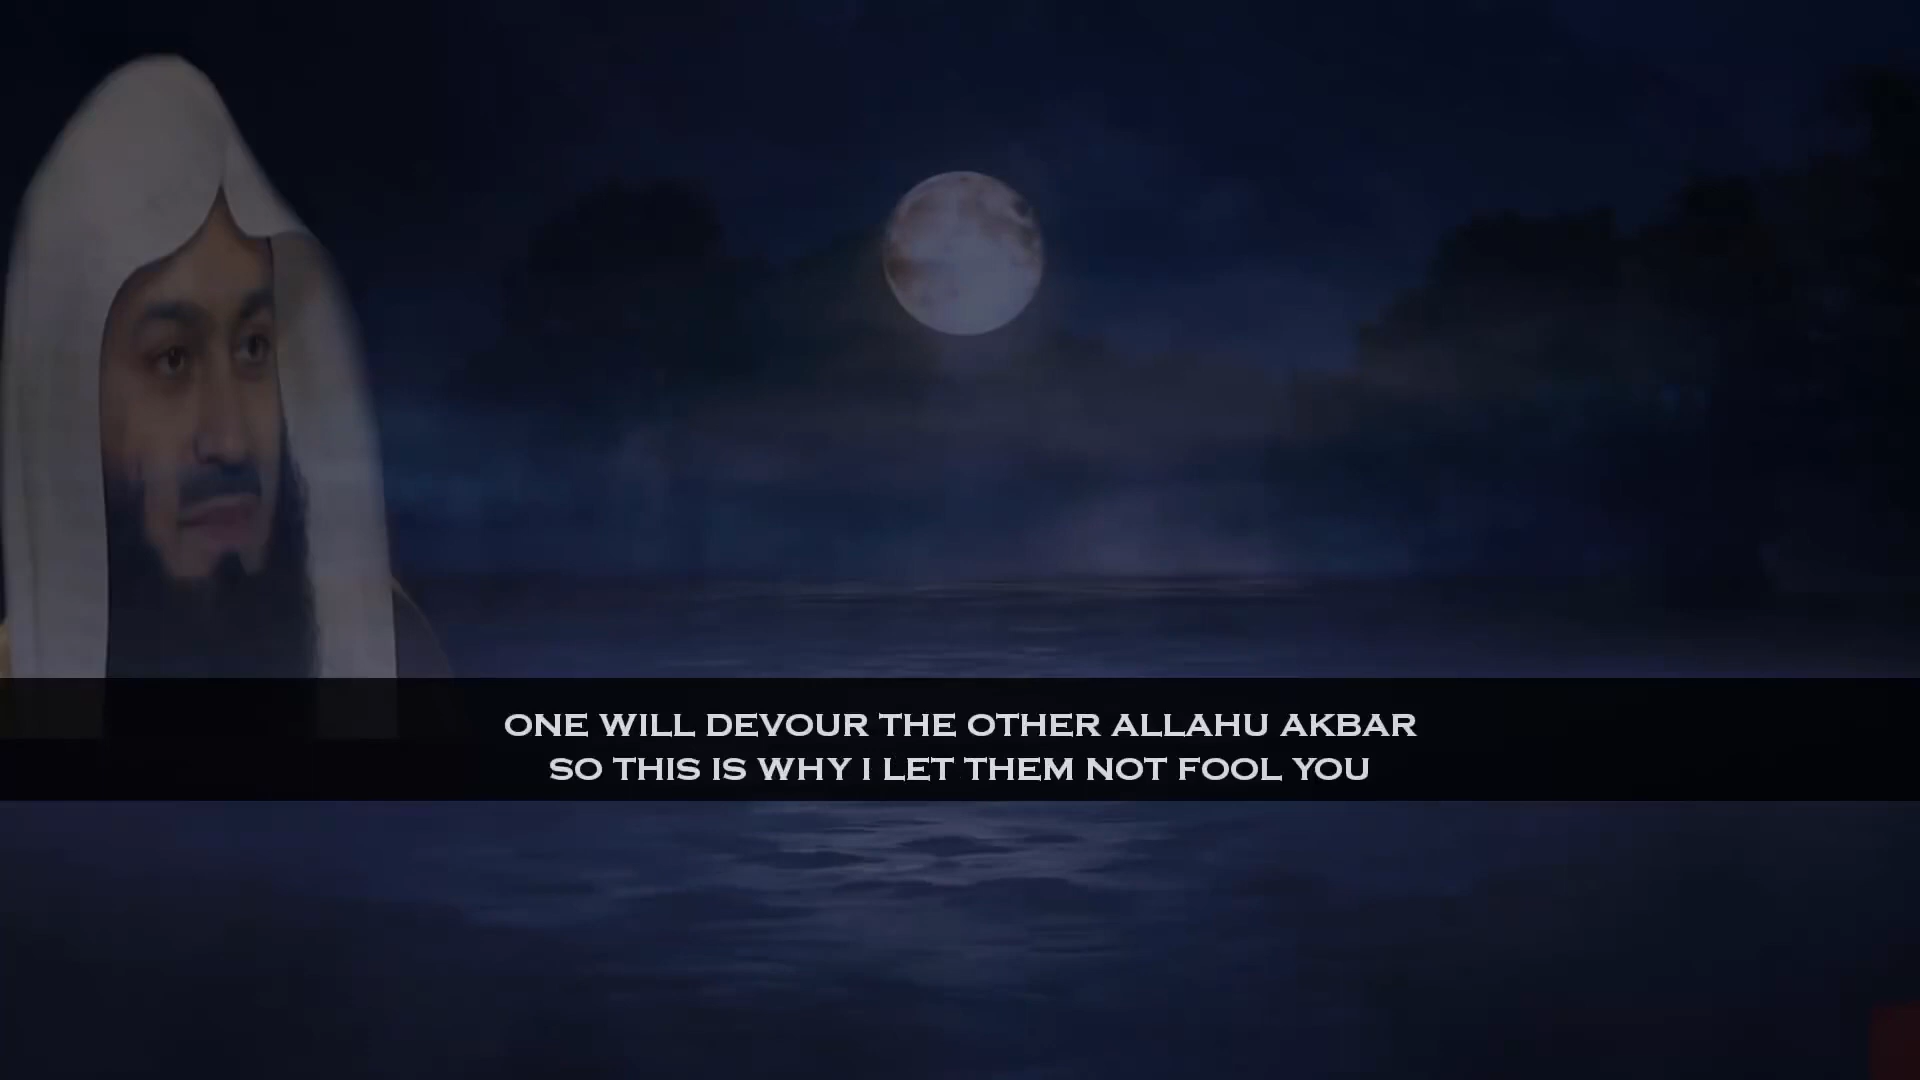 ONE WILL DEVOUR THE OTHER ALLAHU AKBAR
SO THIS IS WHY I LET THEM NOT FOOL YOU